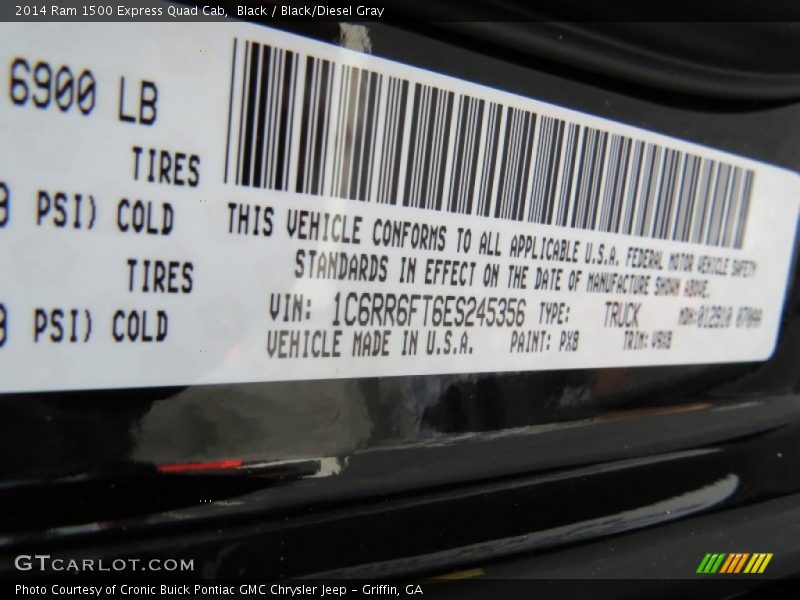 2014 Ram 1500 Express Quad Cab, Black / Black/Diesel Gray
6900 LB
TIRES
PSI) COLD
TIRES
PSI) COLD
THIS VEHICLE CONFORMS TO ALL APPLICABLE U.S.A. FEDERAL MOTOR VEHICLE SAFETY
STANDARDS IN EFFECT ON THE DATE OF MANUFACTURE SHOWN ABOVE.
VIN: 1C6RR6FT6ES245356 TYPE: TRUCK
VEHICLE MADE IN U.S.A. PAINT: PX8 TRIM: V9X8
GTCARLOT.COM
Photo Courtesy of Cronic Buick Pontiac GMC Chrysler Jeep - Griffin, GA